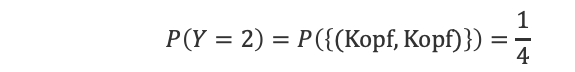 P(Y = 2) = P({(Kopf, Kopf)}) = 1/4